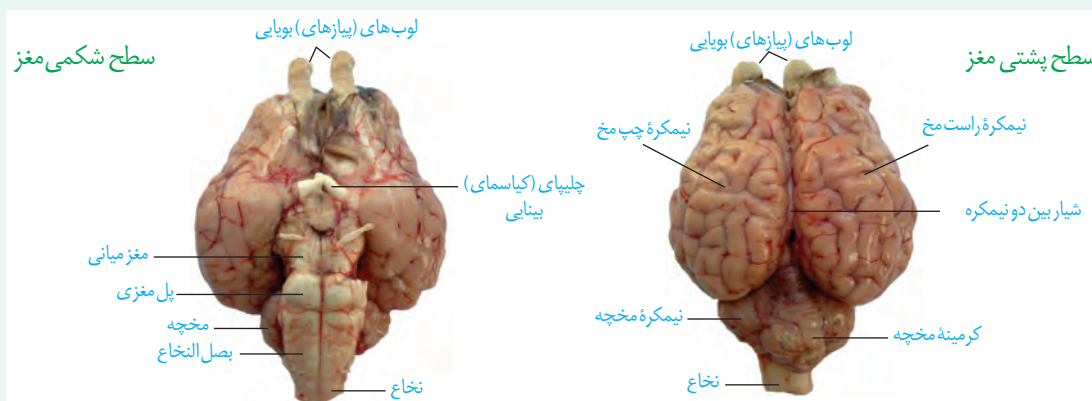 سطح پشتی مغز
لوب‌های (پیازهای) بویایی
نیمکرهٔ راست مخ
نیمکرهٔ چپ مخ
شیار بین دو نیمکره
نیمکرهٔ مخچه
کرمینهٔ مخچه
نخاع
سطح شکمی مغز
لوب‌های (پیازهای) بویایی
چلیپای (کیاسمای)
بینایی
مغز میانی
پل مغزی
مخچه
بصل النخاع
نخاع